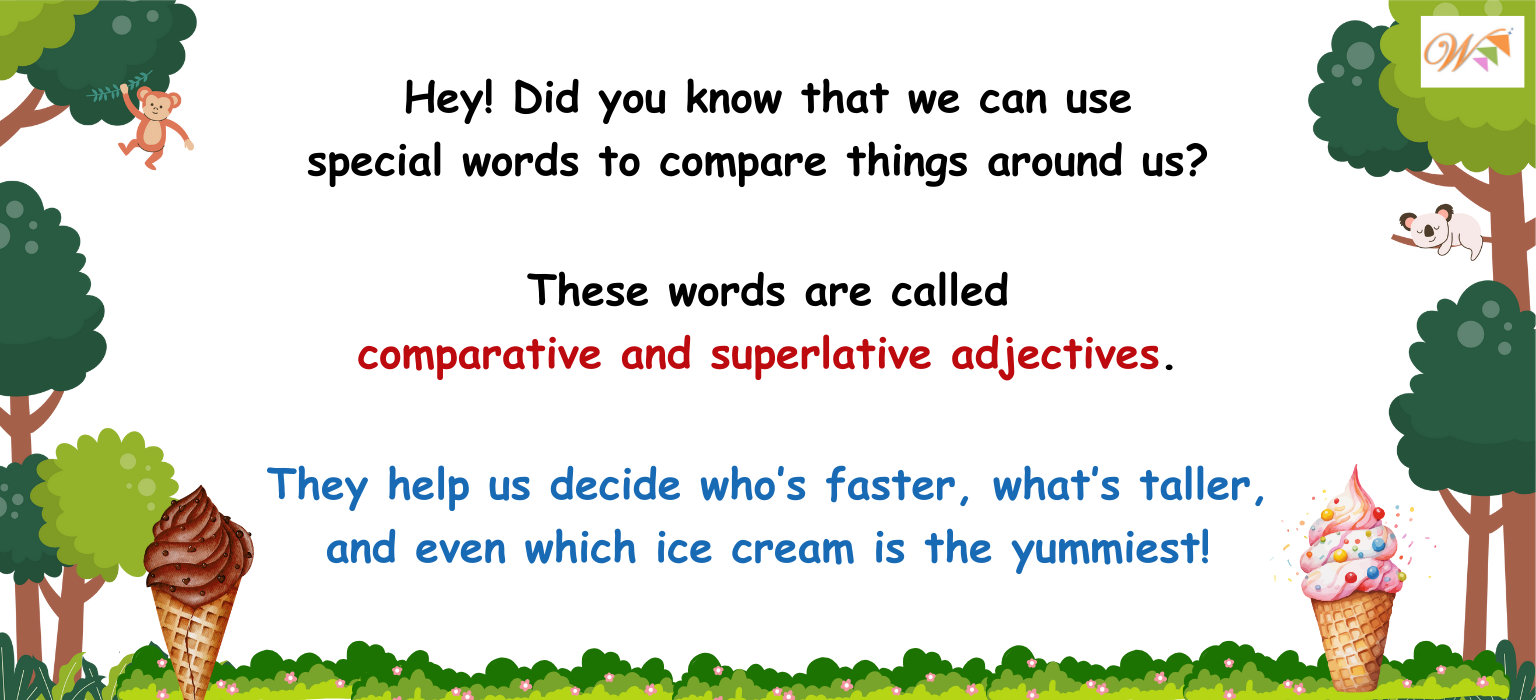 Hey! Did you know that we can use
special words to compare things around us?
These words are called
comparative and superlative adjectives.
They help us decide who's faster, what's taller,
and even which ice cream is the yummiest!
W